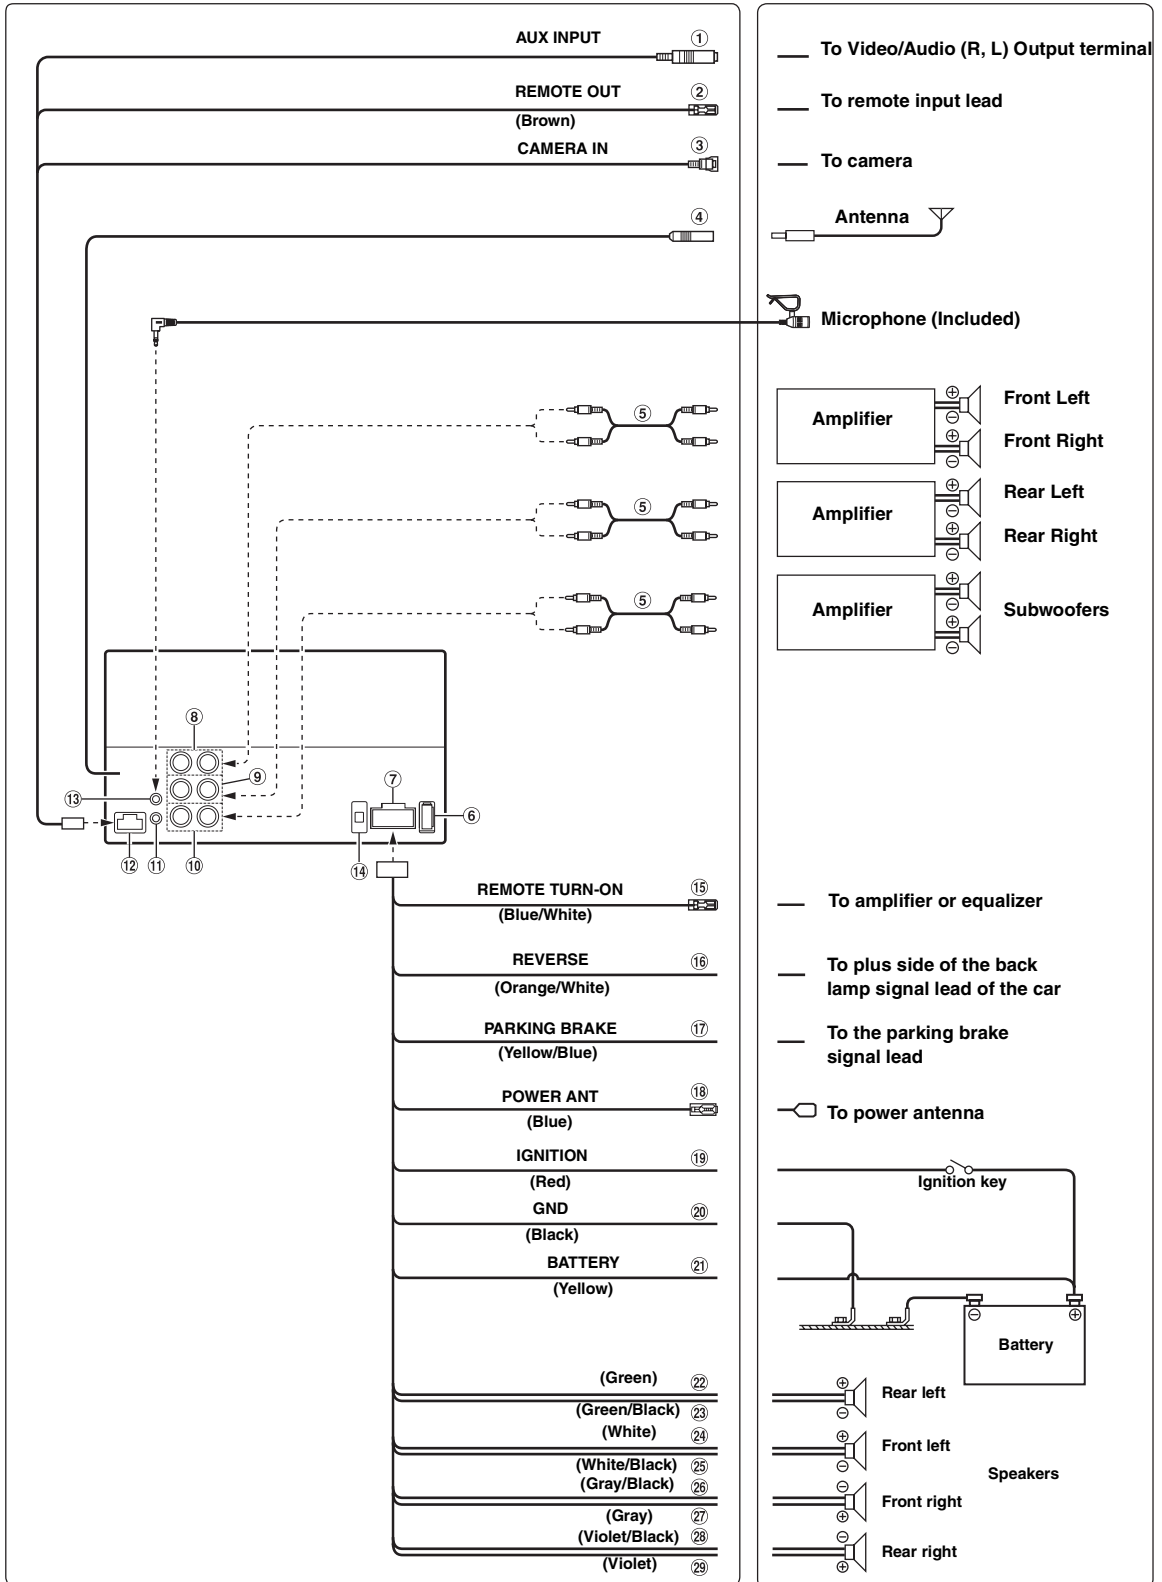 AUX INPUT ① To Video/Audio (R, L) Output terminal
REMOTE OUT ② To remote input lead
(Brown)
CAMERA IN ③ To camera
④ Antenna
Microphone (Included)
⑤ Amplifier Front Left
Front Right
⑤ Amplifier Rear Left
Rear Right
⑤ Amplifier Subwoofers
⊕
⊖
⊕
⊖
⊕
⊖
⊕
⊖
⊕
⊖
⊕
⊖
⑧
⑨
⑦
⑬
⑥
⑫ ⑪ ⑩ ⑭
REMOTE TURN-ON ⑮ To amplifier or equalizer
(Blue/White)
REVERSE ⑯ To plus side of the back
(Orange/White) lamp signal lead of the car
PARKING BRAKE ⑰ To the parking brake
(Yellow/Blue) signal lead
POWER ANT ⑱ To power antenna
(Blue)
IGNITION ⑲
(Red) Ignition key
GND ⑳
(Black)
BATTERY ㉑
(Yellow)
⊖ ⊕
Battery
(Green) ㉒ ⊕ Rear left
(Green/Black) ㉓ ⊖
(White) ㉔ ⊕ Front left
(White/Black) ㉕ ⊖
Speakers
(Gray/Black) ㉖ ⊖ Front right
(Gray) ㉗ ⊕
(Violet/Black) ㉘ ⊖ Rear right
(Violet) ㉙ ⊕